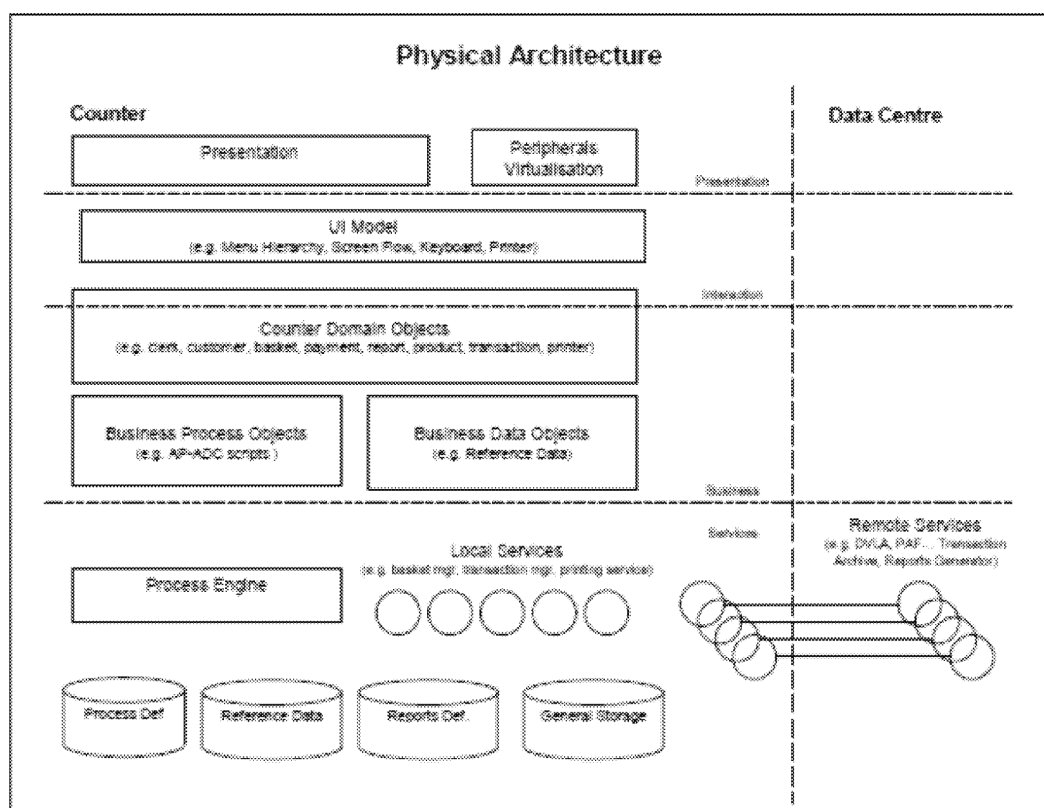 Physical Architecture
Counter
Data Centre
Presentation
Peripherals
Virtualisation
Presentation
UI Model
(e.g. Menu Hierarchy, Screen Flow, Keyboard, Printer)
Interaction
Counter Domain Objects
(e.g. clerk, customer, basket, payment, report, product, transaction, printer)
Business Process Objects
(e.g. AP-ADC scripts )
Business Data Objects
(e.g. Reference Data)
Business
Services
Remote Services
(e.g. DVLA, PAF... Transaction
Archive, Reports Generator)
Local Services
(e.g. basket mgr, transaction mgr, printing service)
Process Engine
Process Def
Reference Data
Reports Def.
General Storage